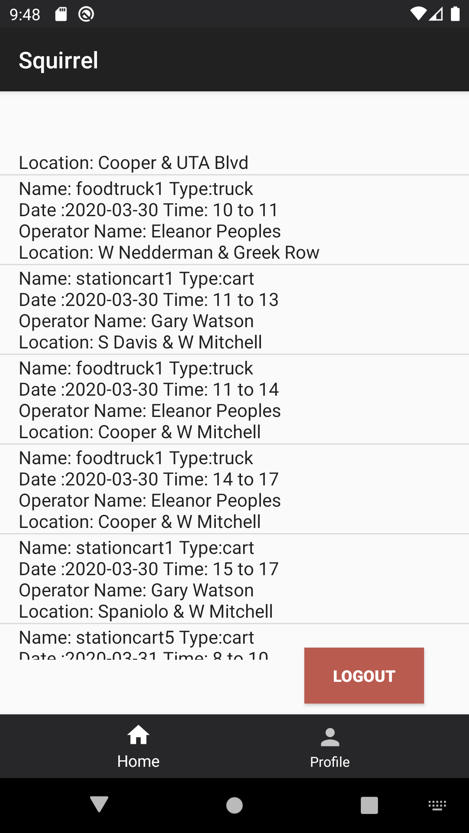 9:48
Squirrel
Location: Cooper & UTA Blvd
Name: foodtruck1 Type:truck
Date :2020-03-30 Time: 10 to 11
Operator Name: Eleanor Peoples
Location: W Nedderman & Greek Row
Name: stationcart1 Type:cart
Date :2020-03-30 Time: 11 to 13
Operator Name: Gary Watson
Location: S Davis & W Mitchell
Name: foodtruck1 Type:truck
Date :2020-03-30 Time: 11 to 14
Operator Name: Eleanor Peoples
Location: Cooper & W Mitchell
Name: foodtruck1 Type:truck
Date :2020-03-30 Time: 14 to 17
Operator Name: Eleanor Peoples
Location: Cooper & W Mitchell
Name: stationcart1 Type:cart
Date :2020-03-30 Time: 15 to 17
Operator Name: Gary Watson
Location: Spaniolo & W Mitchell
Name: stationcart5 Type:cart
Date :2020-03-31 Time: 8 to 10
LOGOUT
Home
Profile